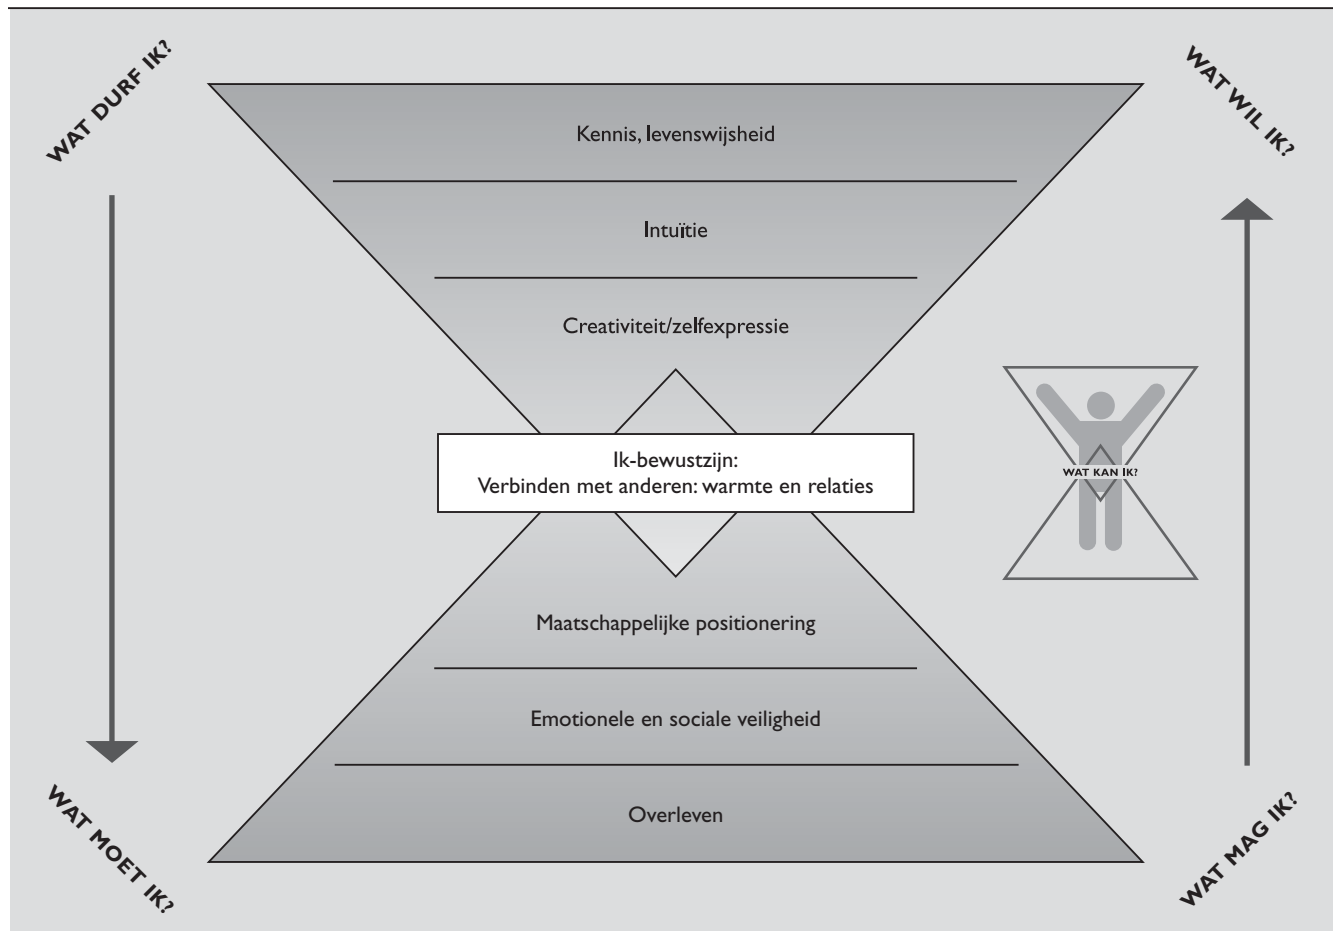 WAT DURF IK?
WAT WIL IK?
Kennis, levenswijsheid
Intuïtie
Creativiteit/zelfexpressie
Ik-bewustzijn:
Verbinden met anderen: warmte en relaties
WAT KAN IK?
Maatschappelijke positionering
Emotionele en sociale veiligheid
Overleven
WAT MOET IK?
WAT MAG IK?